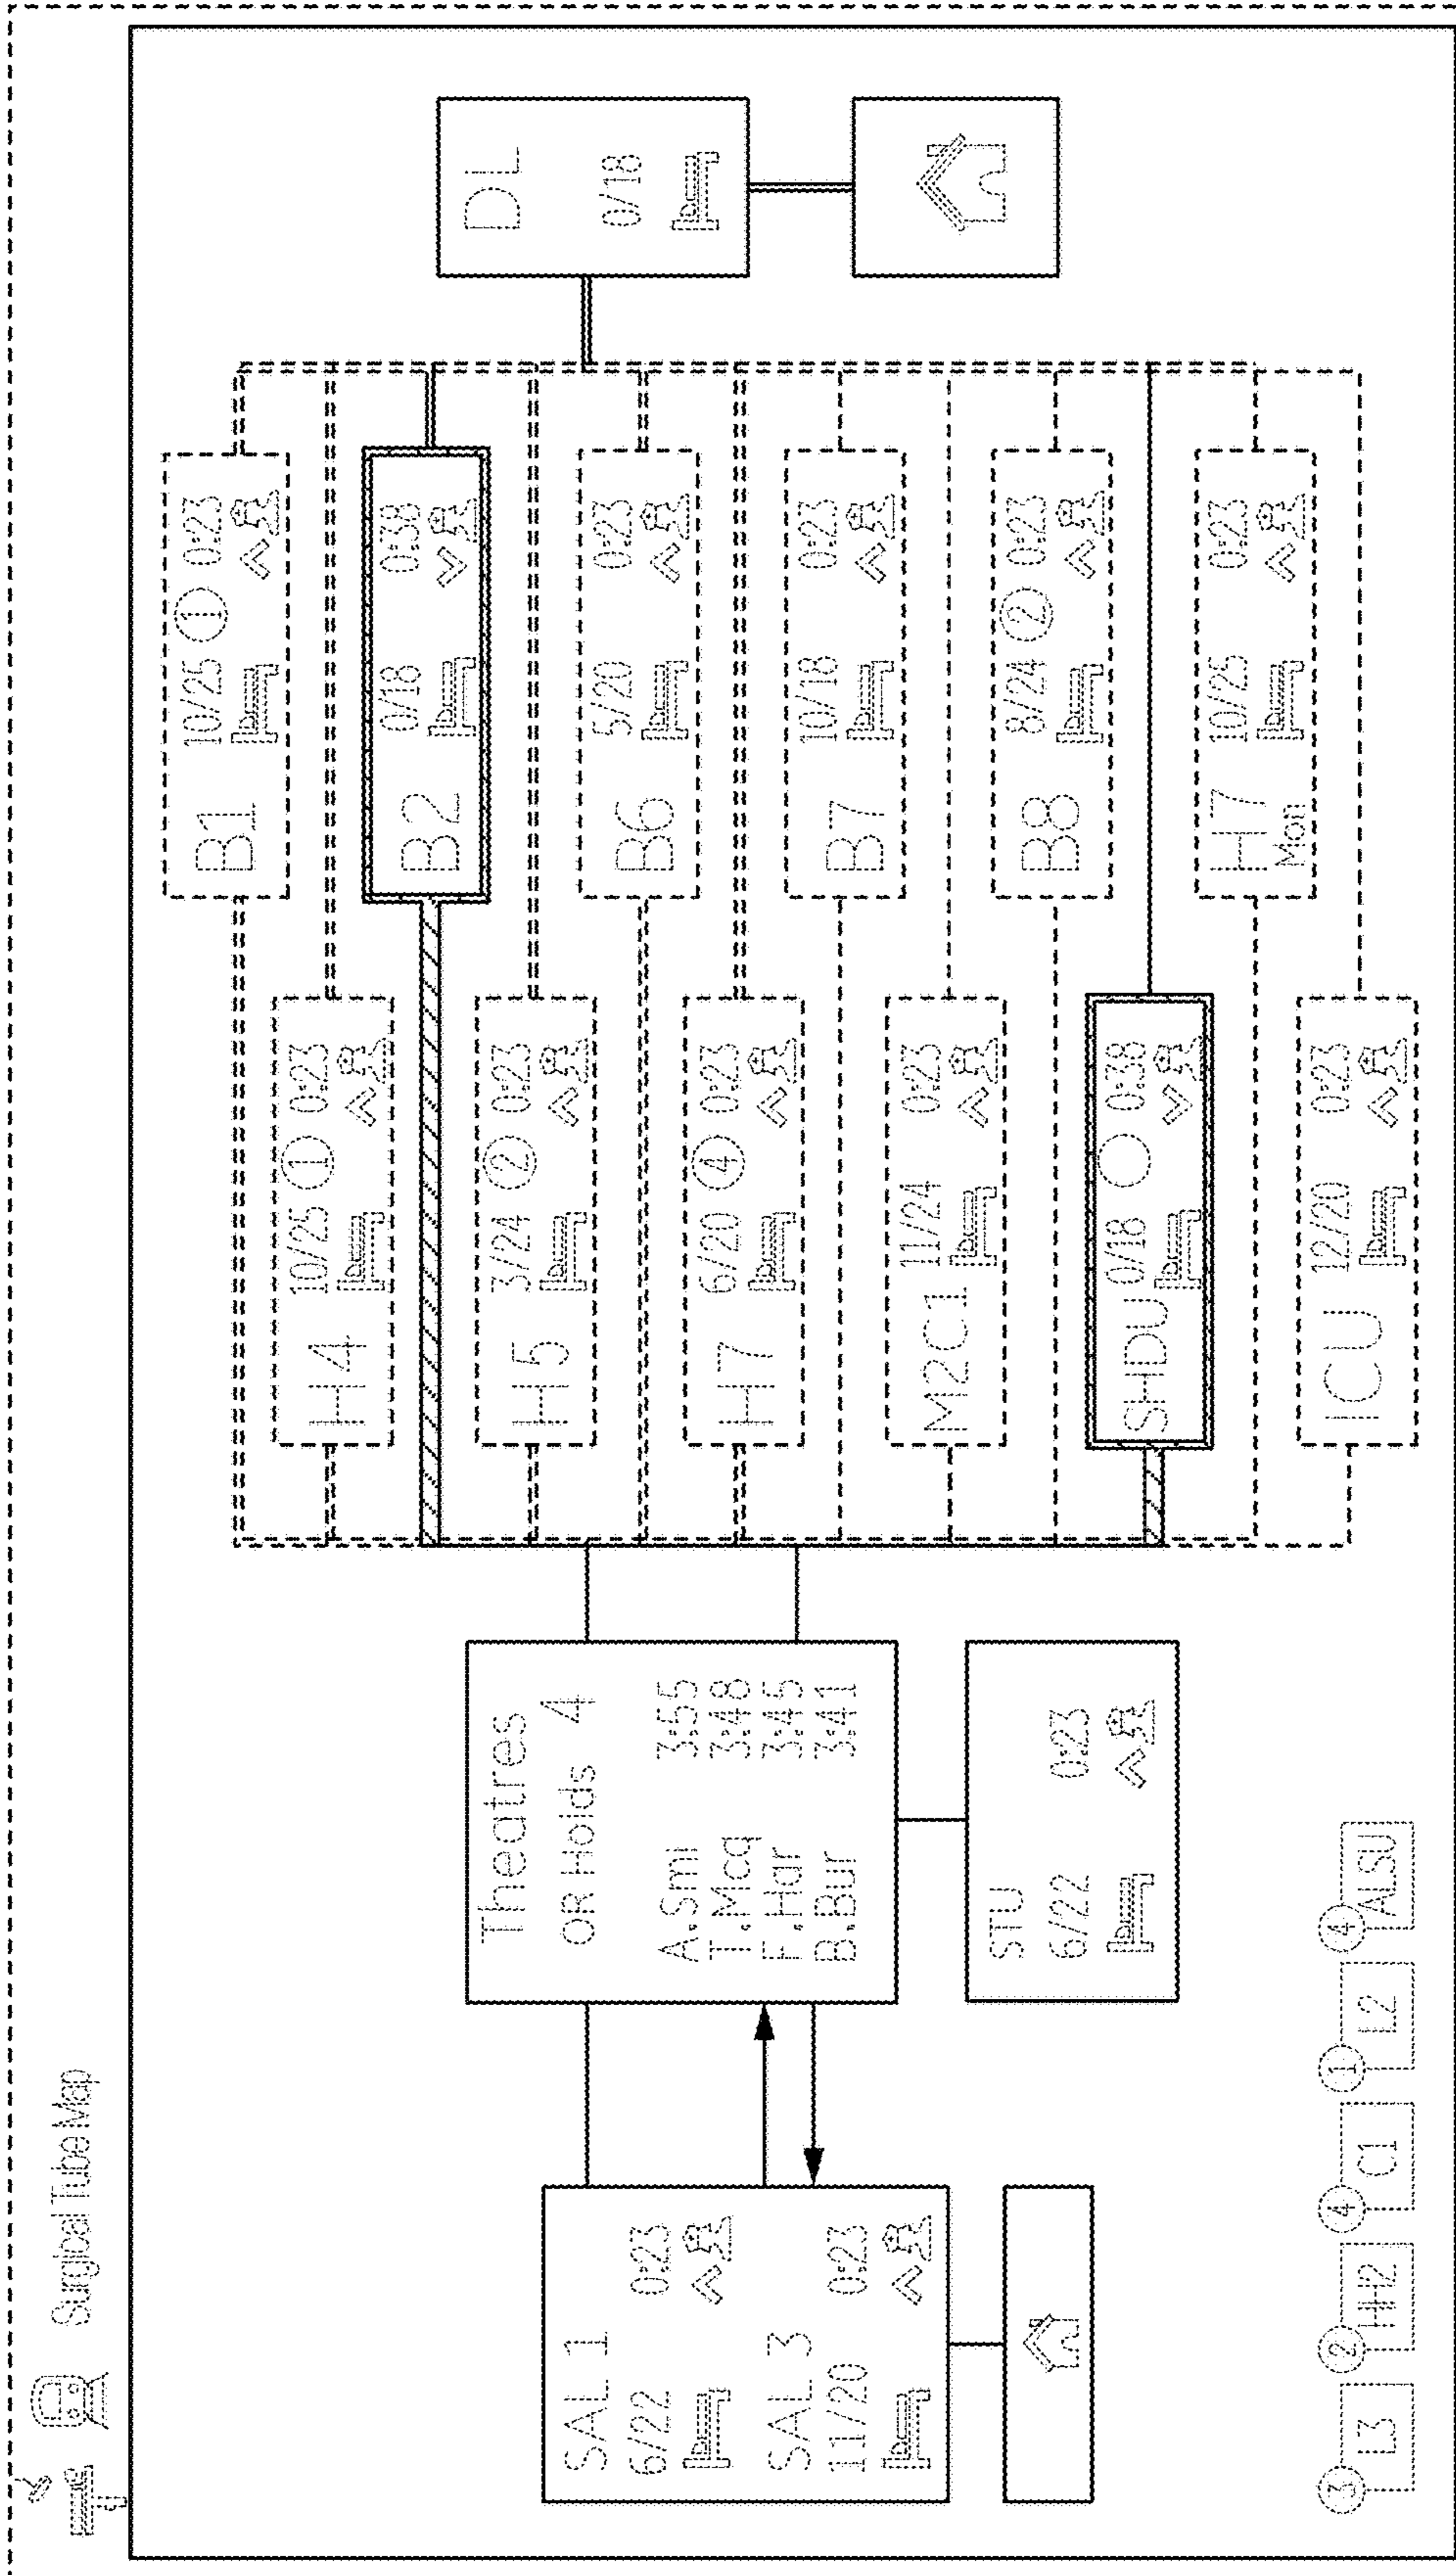 Surgical Tube Map
SAL 1
6/22 0:23
SAL 3
11/20 0:23
Theatres
OR Holds 4
A.Smi 3:55
T.Mcq 3:48
F.Har 3:45
B.Bur 3:41
STU
6/22 0:23
B1 10/25 1 0:23
H4 10/25 1 0:23
B2 0/18 0:38
H5 3/24 2 0:23
B6 5/20 0:23
H7 6/20 4 0:23
B7 10/18 0:23
M2C1 11/24 0:23
B8 8/24 2 0:23
SHDU 0/18 0:38
H7 Mon 10/25 0:23
ICU 12/20 0:23
DL
0/18
3 L3
2 HH2
4 C1
1 L2
4 ALSU